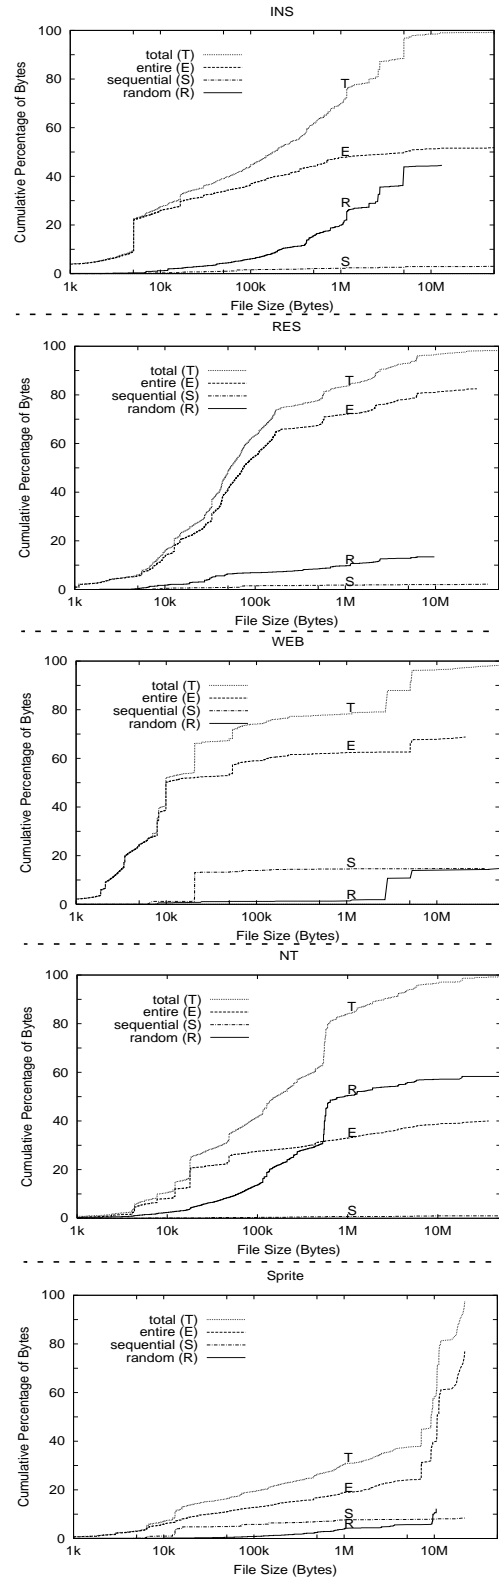 INS
Cumulative Percentage of Bytes
100
80
60
40
20
0
total (T)
entire (E)
sequential (S)
random (R)
T
E
R
S
1k 10k 100k 1M 10M
File Size (Bytes)
RES
Cumulative Percentage of Bytes
100
80
60
40
20
0
total (T)
entire (E)
sequential (S)
random (R)
T
E
R
S
1k 10k 100k 1M 10M
File Size (Bytes)
WEB
Cumulative Percentage of Bytes
100
80
60
40
20
0
total (T)
entire (E)
sequential (S)
random (R)
T
E
S
R
1k 10k 100k 1M 10M
File Size (Bytes)
NT
Cumulative Percentage of Bytes
100
80
60
40
20
0
total (T)
entire (E)
sequential (S)
random (R)
T
R
E
S
1k 10k 100k 1M 10M
File Size (Bytes)
Sprite
Cumulative Percentage of Bytes
100
80
60
40
20
0
total (T)
entire (E)
sequential (S)
random (R)
T
E
S
R
1k 10k 100k 1M 10M
File Size (Bytes)